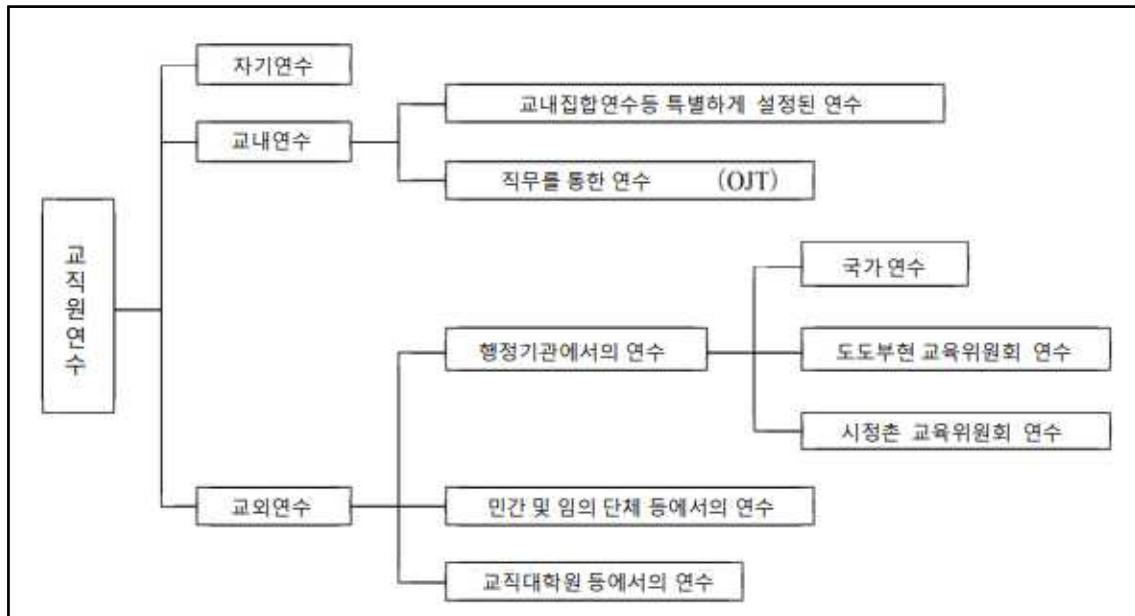 자기연수
교내집합연수등 특별하게 설정된 연수
교내연수
직무를 통한 연수 (OJT)
교직원연수
국가 연수
행정기관에서의 연수
도도부현 교육위원회 연수
시정촌 교육위원회 연수
교외연수
민간 및 임의 단체 등에서의 연수
교직대학원 등에서의 연수